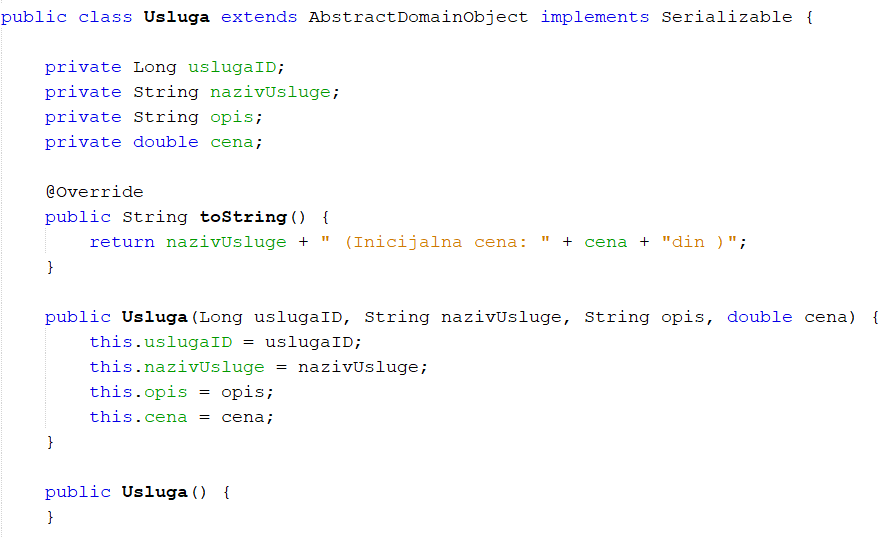 public class Usluga extends AbstractDomainObject implements Serializable {
private Long uslugaID;
private String nazivUsluge;
private String opis;
private double cena;
@Override
public String toString() {
return nazivUsluge + " (Inicijalna cena: " + cena + "din )";
}
public Usluga(Long uslugaID, String nazivUsluge, String opis, double cena) {
this.uslugaID = uslugaID;
this.nazivUsluge = nazivUsluge;
this.opis = opis;
this.cena = cena;
}
public Usluga() {
}